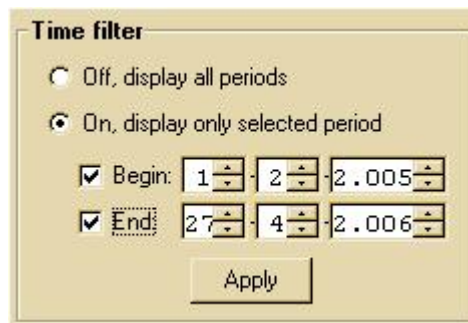 Time filter
Off, display all periods
On, display only selected period
Begin: 1 - 2 - 2.005
End: 27 - 4 - 2.006
Apply